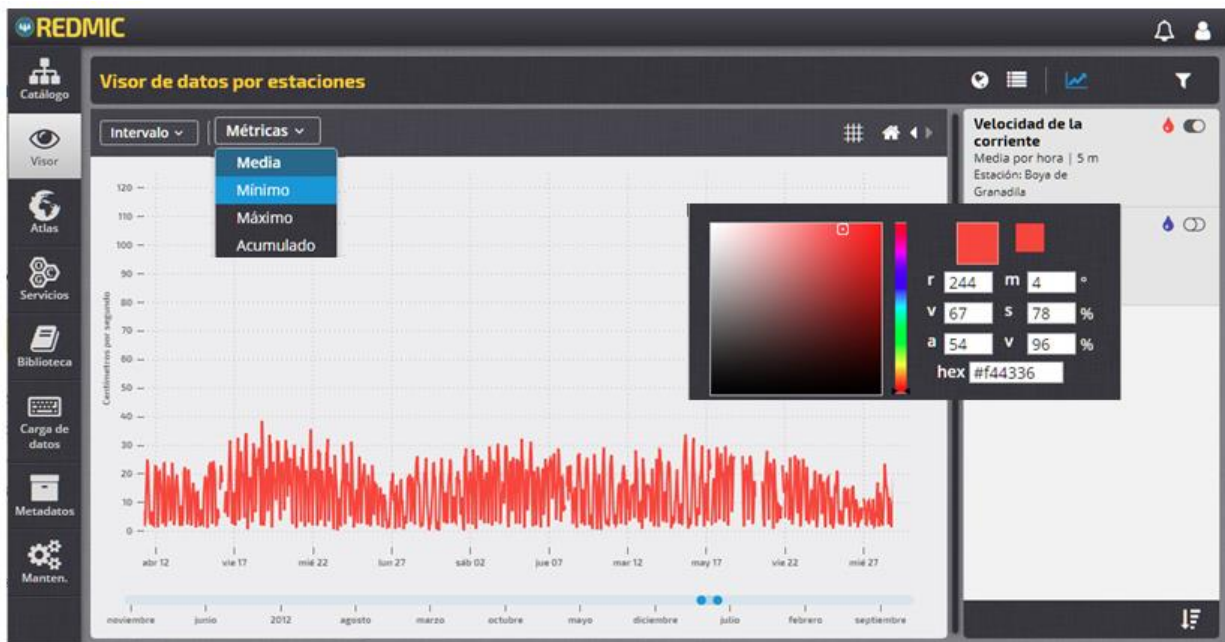 REDMIC
Catálogo
Visor
Atlas
Servicios
Biblioteca
Carga de
datos
Metadatos
Manten.
Visor de datos por estaciones
Intervalo
Métricas
Media
Mínimo
Máximo
Acumulado
Centímetros por segundo
120
110
100
90
80
70
60
50
40
30
20
10
0
abr 12 vie 17 mié 22 lun 27 sáb 02 jue 07 mar 12 may 17 vie 22 mié 27
noviembre junio 2012 agosto marzo octubre mayo diciembre julio febrero septiembre
Velocidad de la
corriente
Media por hora | 5 m
Estación: Boya de
Granadilla
r 244 m 4 °
v 67 s 78 %
a 54 v 96 %
hex #f44336